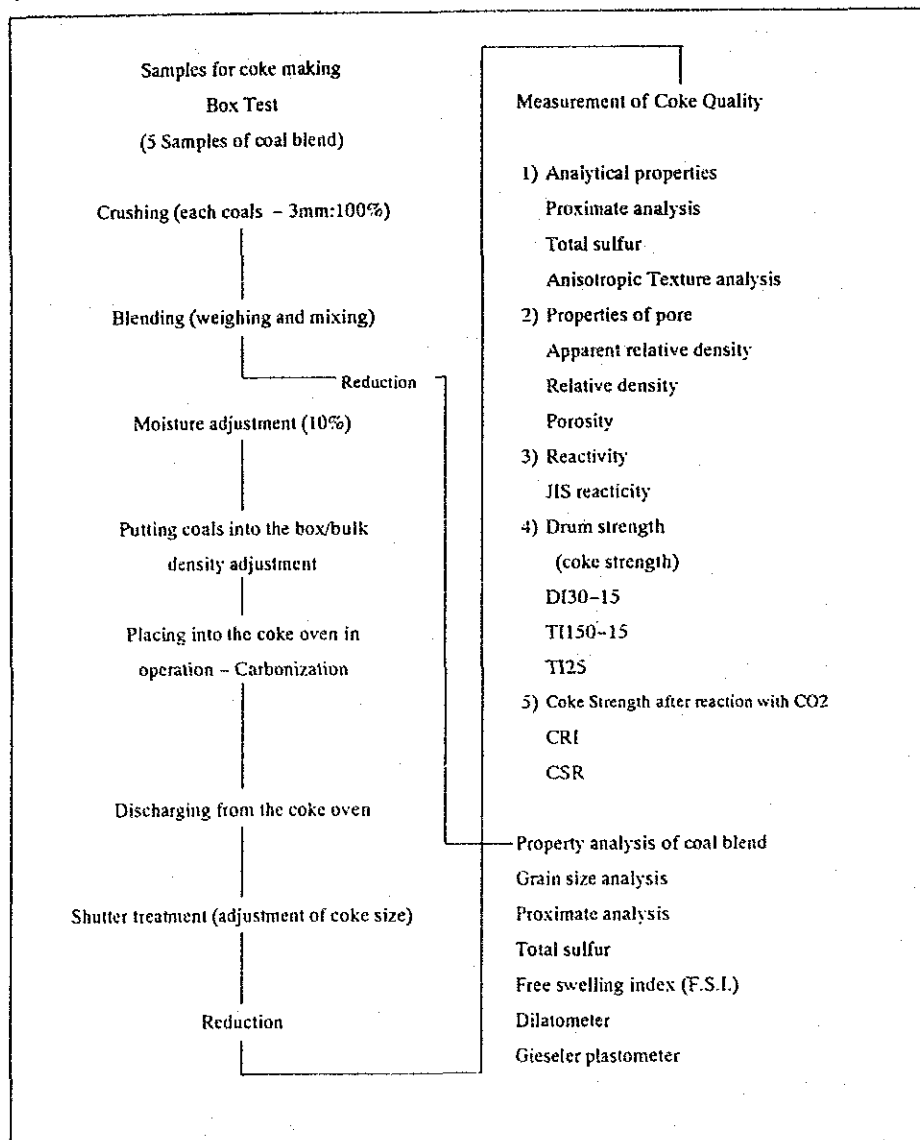 Samples for coke making
Box Test
(5 Samples of coal blend)
Crushing (each coals – 3mm:100%)
Blending (weighing and mixing)
Reduction
Moisture adjustment (10%)
Putting coals into the box/bulk
density adjustment
Placing into the coke oven in
operation – Carbonization
Discharging from the coke oven
Shutter treatment (adjustment of coke size)
Reduction
Measurement of Coke Quality
1) Analytical properties
Proximate analysis
Total sulfur
Anisotropic Texture analysis
2) Properties of pore
Apparent relative density
Relative density
Porosity
3) Reactivity
JIS reacticity
4) Drum strength
(coke strength)
DI30–15
TI150–15
TI25
5) Coke Strength after reaction with CO2
CRI
CSR
Property analysis of coal blend
Grain size analysis
Proximate analysis
Total sulfur
Free swelling index (F.S.I.)
Dilatometer
Gieseler plastometer